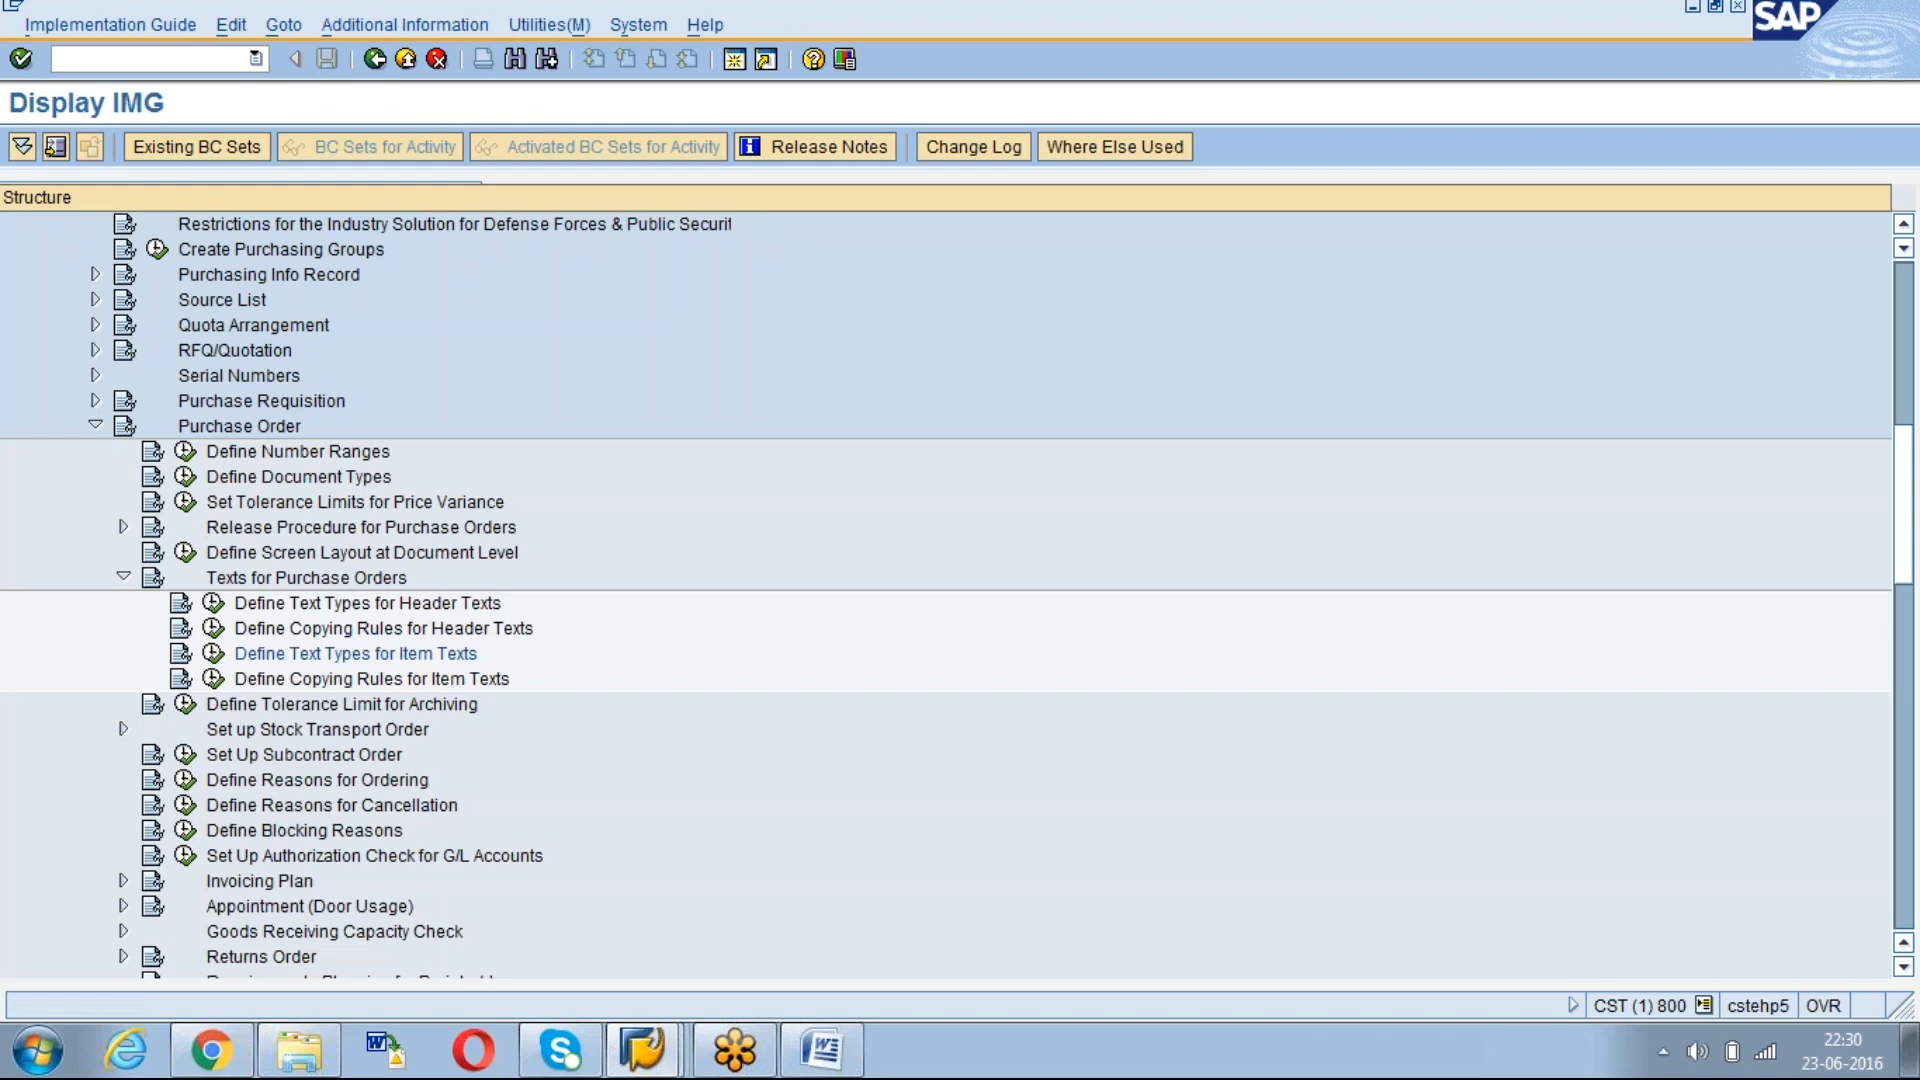 Implementation Guide Edit Goto Additional Information Utilities(M) System Help
SAP
Display IMG
Existing BC Sets BC Sets for Activity Activated BC Sets for Activity Release Notes Change Log Where Else Used
Structure
Restrictions for the Industry Solution for Defense Forces & Public Securit
Create Purchasing Groups
Purchasing Info Record
Source List
Quota Arrangement
RFQ/Quotation
Serial Numbers
Purchase Requisition
Purchase Order
Define Number Ranges
Define Document Types
Set Tolerance Limits for Price Variance
Release Procedure for Purchase Orders
Define Screen Layout at Document Level
Texts for Purchase Orders
Define Text Types for Header Texts
Define Copying Rules for Header Texts
Define Text Types for Item Texts
Define Copying Rules for Item Texts
Define Tolerance Limit for Archiving
Set up Stock Transport Order
Set Up Subcontract Order
Define Reasons for Ordering
Define Reasons for Cancellation
Define Blocking Reasons
Set Up Authorization Check for G/L Accounts
Invoicing Plan
Appointment (Door Usage)
Goods Receiving Capacity Check
Returns Order
CST (1) 800 cstehp5 OVR
22:30
23-06-2016